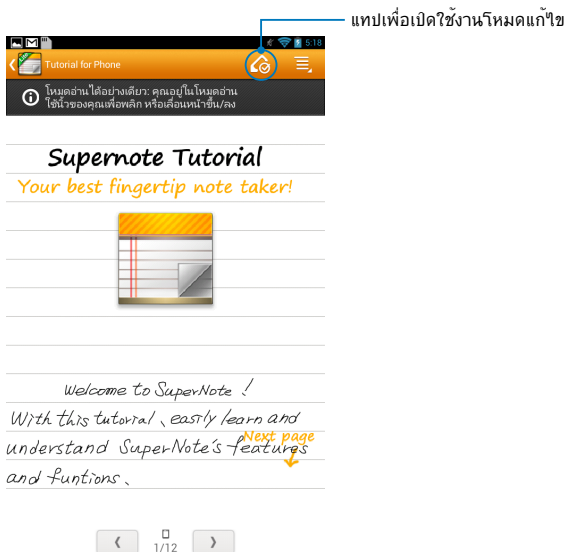 แทปเพื่อเปิดใช้งานโหมดแก้ไข
5:18
Tutorial for Phone
โหมดอ่านได้อย่างเดียว: คุณอยู่ในโหมดอ่าน
ใช้นิ้วของคุณเพื่อพลิก หรือเลื่อนหน้าขึ้น/ลง
Supernote Tutorial
Your best fingertip note taker!
Welcome to SuperNote !
With this tutorial、easily learn and
Next page
understand SuperNote's features
and funtions、
1/12